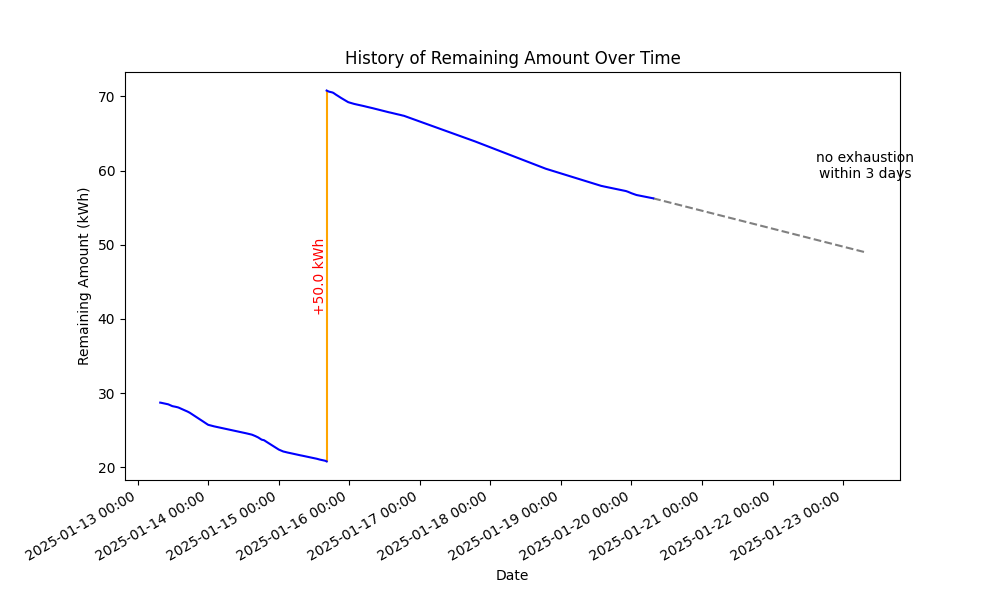 History of Remaining Amount Over Time
70
60
50
40
30
20
Remaining Amount (kWh)
no exhaustion
within 3 days
+50.0 kWh
2025-01-13 00:00
2025-01-14 00:00
2025-01-15 00:00
2025-01-16 00:00
2025-01-17 00:00
2025-01-18 00:00
2025-01-19 00:00
2025-01-20 00:00
2025-01-21 00:00
2025-01-22 00:00
2025-01-23 00:00
Date